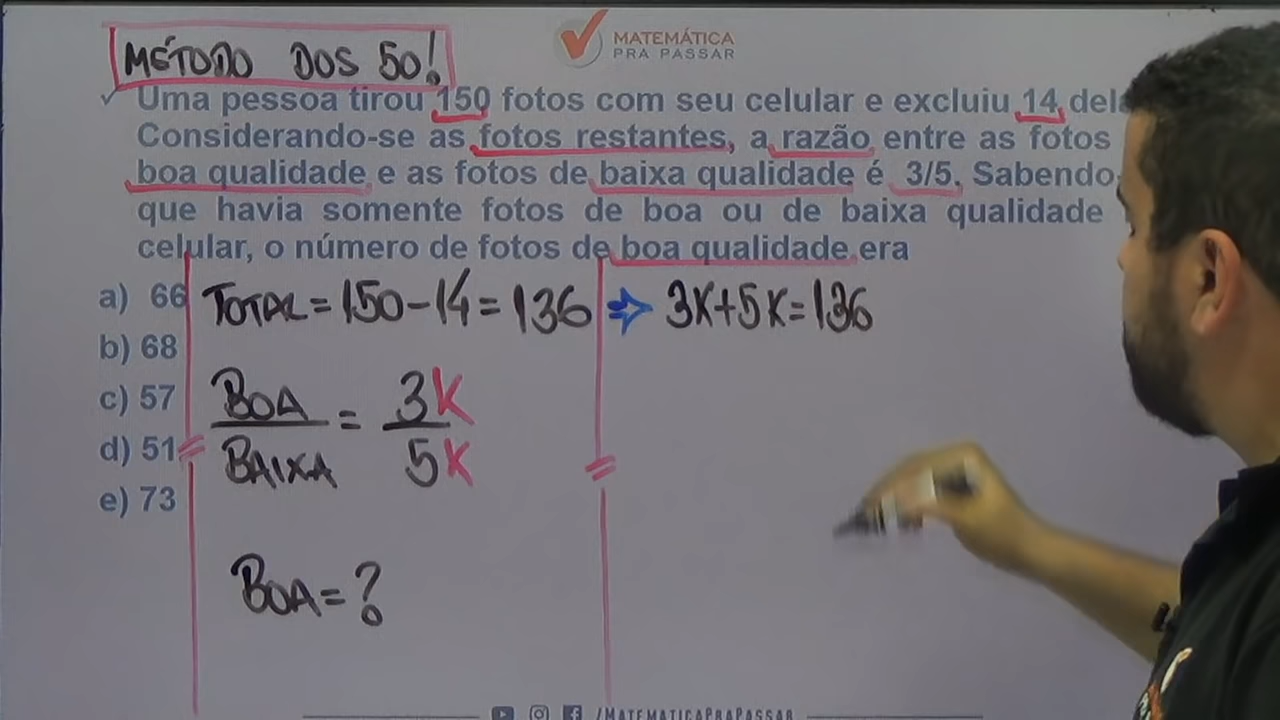 MATEMÁTICA
PRA PASSAR
MÉTODO DOS 50!
✓ Uma pessoa tirou 150 fotos com seu celular e excluiu 14
Considerando-se as fotos restantes, a razão entre as fotos
boa qualidade e as fotos de baixa qualidade é 3/5. Sabendo
que havia somente fotos de boa ou de baixa qualidade
celular, o número de fotos de boa qualidade era
a) 66
b) 68
c) 57
d) 51
e) 73
TOTAL = 150 - 14 = 136
BOA
BAIXA
=
3K
5K
BOA = ?
⇒ 3K + 5K = 136
/MATEMATICAPRAPASSAR